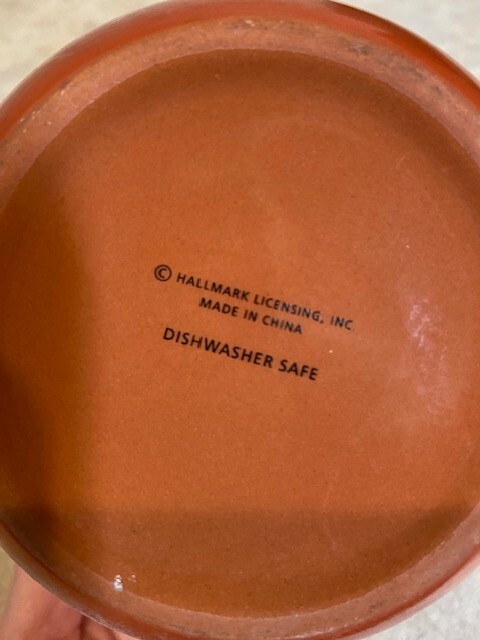 © HALLMARK LICENSING, INC.
MADE IN CHINA
DISHWASHER SAFE